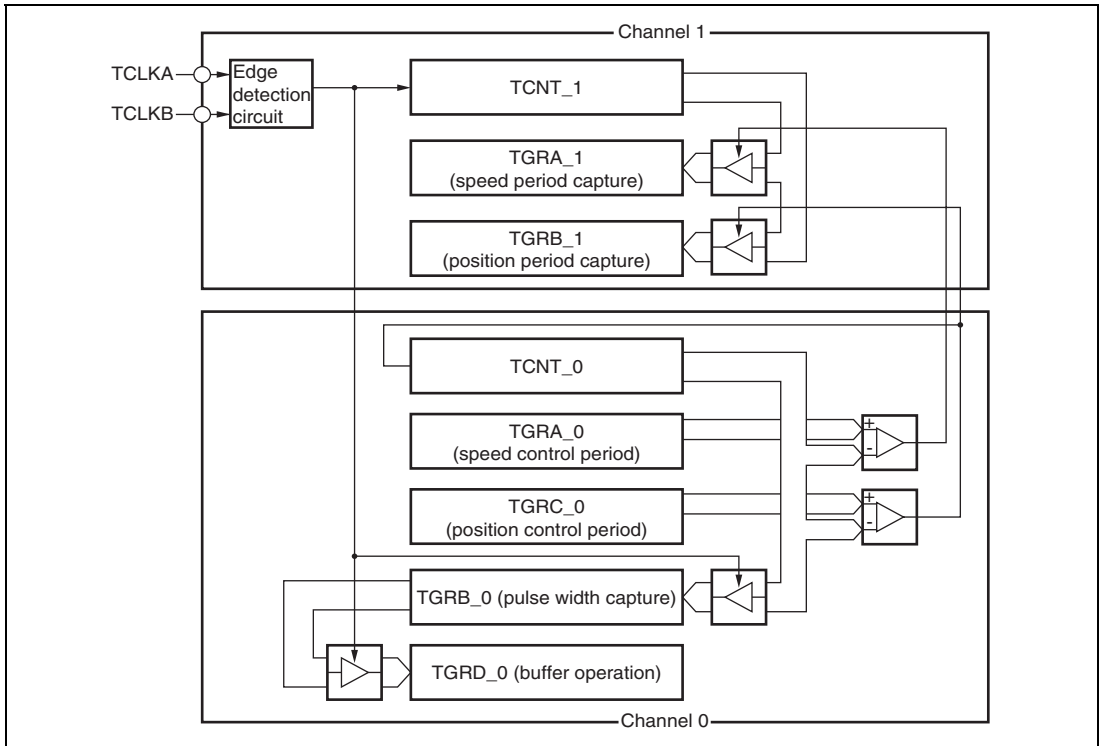 Channel 1
TCLKA
TCLKB
Edge
detection
circuit
TCNT_1
TGRA_1
(speed period capture)
TGRB_1
(position period capture)
TCNT_0
TGRA_0
(speed control period)
+
-
TGRC_0
(position control period)
+
-
TGRB_0 (pulse width capture)
TGRD_0 (buffer operation)
Channel 0